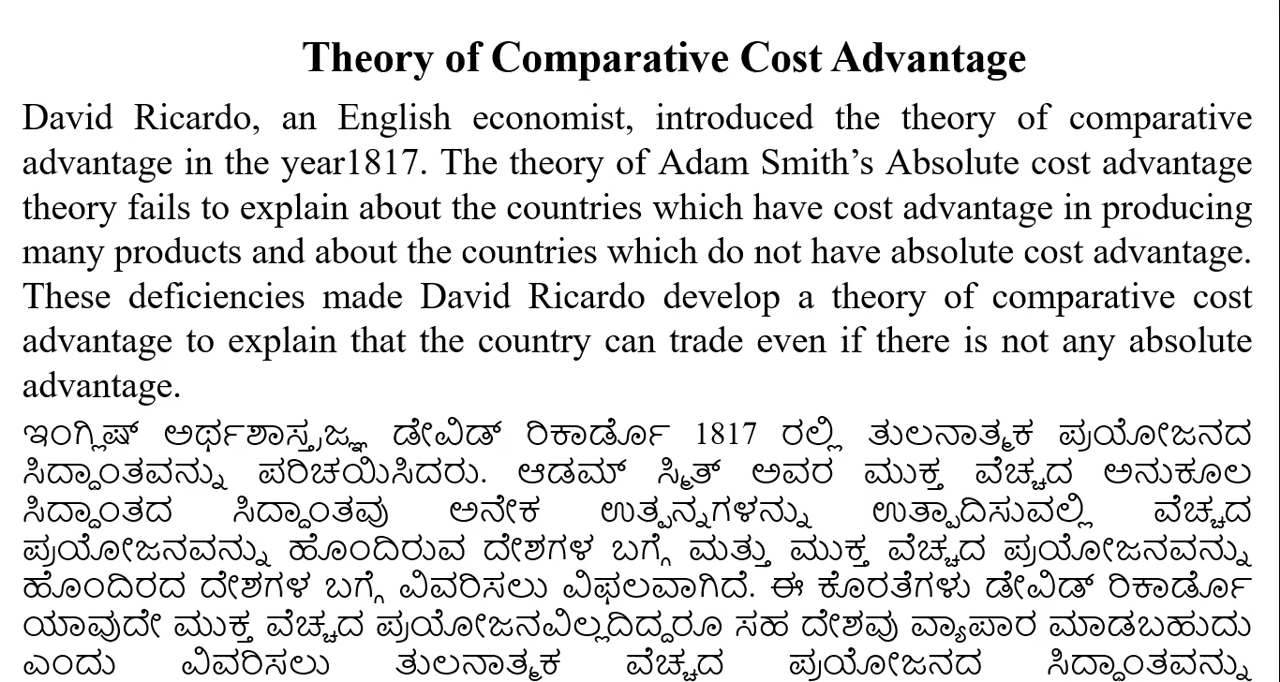 Theory of Comparative Cost Advantage
David Ricardo, an English economist, introduced the theory of comparative
advantage in the year1817. The theory of Adam Smith’s Absolute cost advantage
theory fails to explain about the countries which have cost advantage in producing
many products and about the countries which do not have absolute cost advantage.
These deficiencies made David Ricardo develop a theory of comparative cost
advantage to explain that the country can trade even if there is not any absolute
advantage.
ಇಂಗ್ಲಿಷ್ ಅರ್ಥಶಾಸ್ತ್ರಜ್ಞ ಡೇವಿಡ್ ರಿಕಾರ್ಡೊ 1817 ರಲ್ಲಿ ತುಲನಾತ್ಮಕ ಪ್ರಯೋಜನದ
ಸಿದ್ಧಾಂತವನ್ನು ಪರಿಚಯಿಸಿದರು. ಆಡಮ್ ಸ್ಮಿತ್ ಅವರ ಮುಕ್ತ ವೆಚ್ಚದ ಅನುಕೂಲ
ಸಿದ್ಧಾಂತದ ಸಿದ್ಧಾಂತವು ಅನೇಕ ಉತ್ಪನ್ನಗಳನ್ನು ಉತ್ಪಾದಿಸುವಲ್ಲಿ ವೆಚ್ಚದ
ಪ್ರಯೋಜನವನ್ನು ಹೊಂದಿರುವ ದೇಶಗಳ ಬಗ್ಗೆ ಮತ್ತು ಮುಕ್ತ ವೆಚ್ಚದ ಪ್ರಯೋಜನವನ್ನು
ಹೊಂದಿರದ ದೇಶಗಳ ಬಗ್ಗೆ ವಿವರಿಸಲು ವಿಫಲವಾಗಿದೆ. ಈ ಕೊರತೆಗಳು ಡೇವಿಡ್ ರಿಕಾರ್ಡೊ
ಯಾವುದೇ ಮುಕ್ತ ವೆಚ್ಚದ ಪ್ರಯೋಜನವಿಲ್ಲದಿದ್ದರೂ ಸಹ ದೇಶವು ವ್ಯಾಪಾರ ಮಾಡಬಹುದು
ಎಂದು ವಿವರಿಸಲು ತುಲನಾತ್ಮಕ ವೆಚ್ಚದ ಪ್ರಯೋಜನದ ಸಿದ್ಧಾಂತವನ್ನು